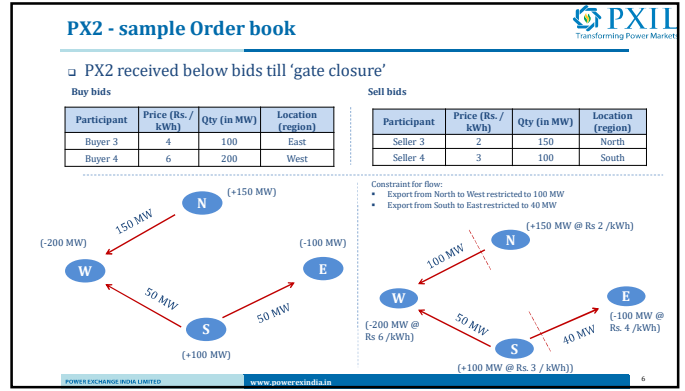 PX2 - sample Order book
PXIL
Transforming Power Markets
PX2 received below bids till ‘gate closure’
Buy bids
Participant Price (Rs. / kWh) Qty (in MW) Location (region)
Buyer 3 4 100 East
Buyer 4 6 200 West
Sell bids
Participant Price (Rs. / kWh) Qty (in MW) Location (region)
Seller 3 2 150 North
Seller 4 3 100 South
N
(+150 MW)
150 MW
(-200 MW)
W
(-100 MW)
E
50 MW
50 MW
S
(+100 MW)
Constraint for flow:
Export from North to West restricted to 100 MW
Export from South to East restricted to 40 MW
(+150 MW @ Rs 2 /kWh)
N
100 MW
W
E
(-200 MW @
Rs 6 /kWh)
50 MW
(-100 MW @
Rs. 4 /kWh)
40 MW
S
(+100 MW @ Rs. 3 / kWh))
POWER EXCHANGE INDIA LIMITED
www.powerexindia.in
6